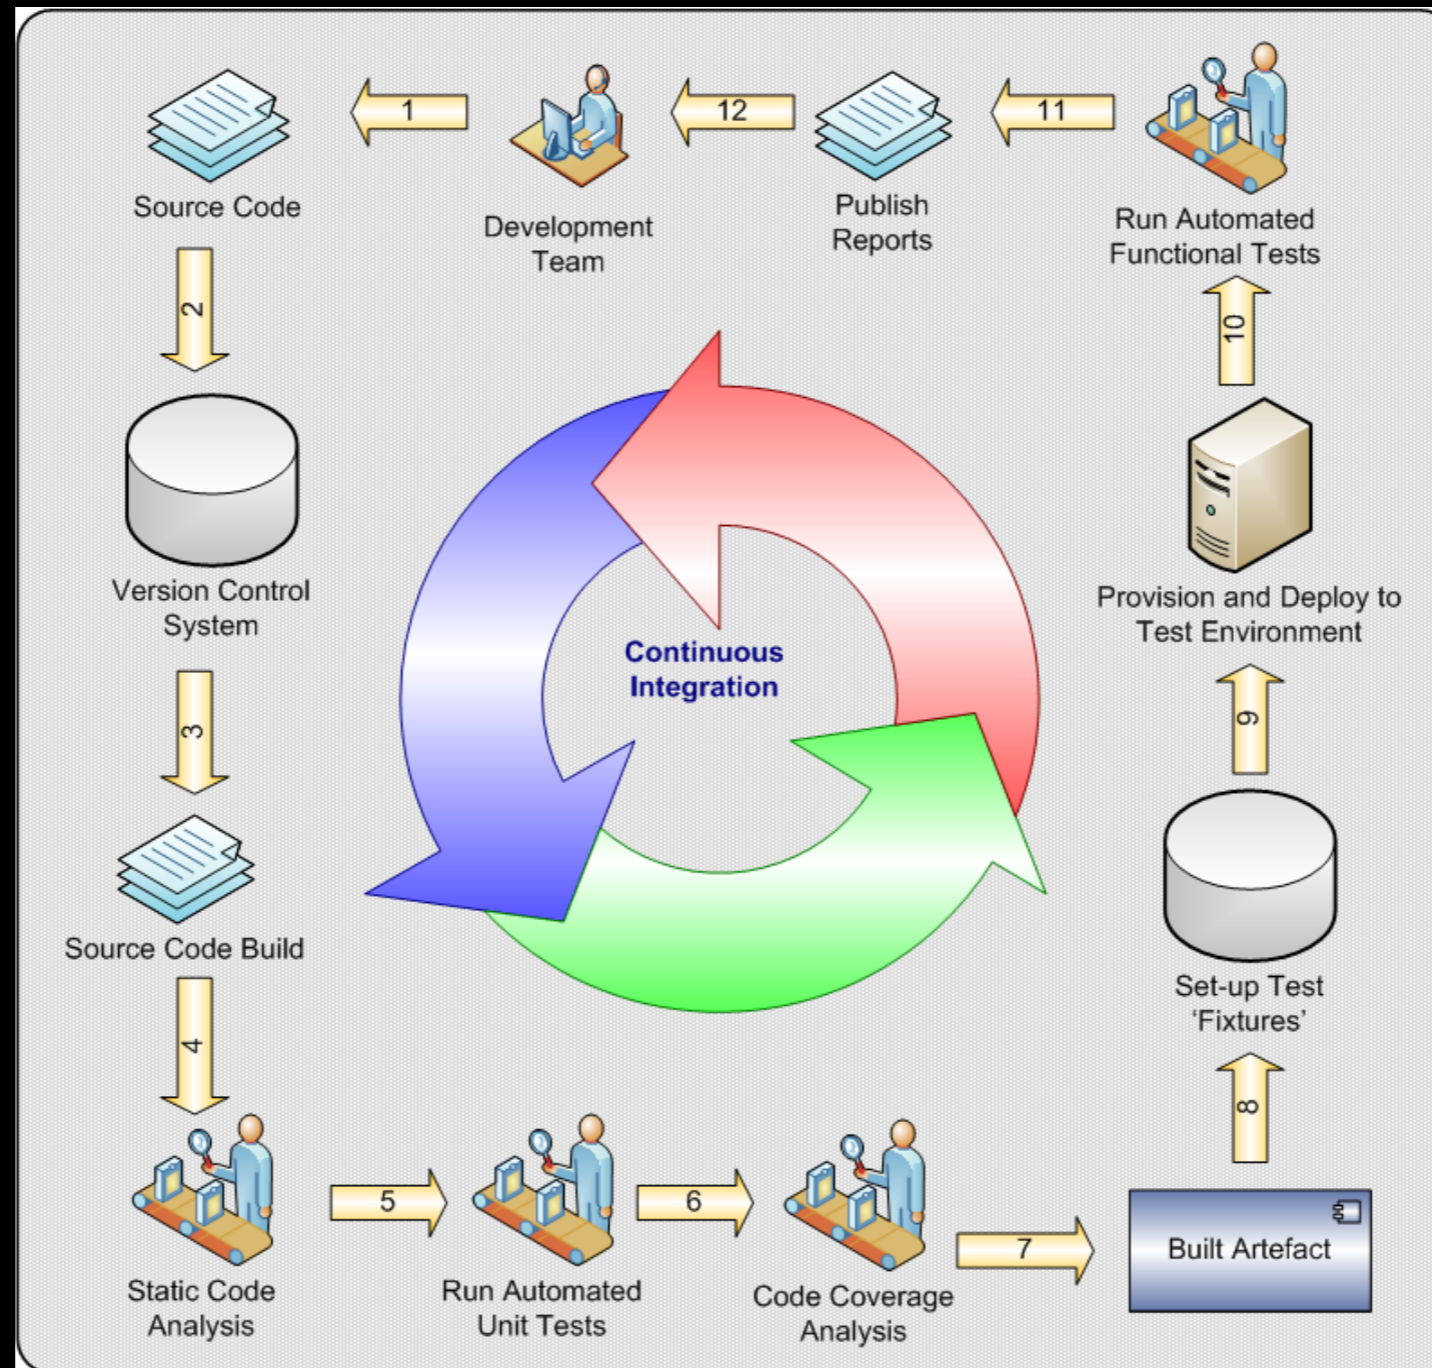 1
12
11
Source Code
Development
Team
Publish
Reports
Run Automated
Functional Tests
2
10
Version Control
System
Provision and Deploy to
Test Environment
Continuous
Integration
3
9
Source Code Build
Set-up Test
‘Fixtures’
4
8
5
6
7
Built Artefact
Static Code
Analysis
Run Automated
Unit Tests
Code Coverage
Analysis